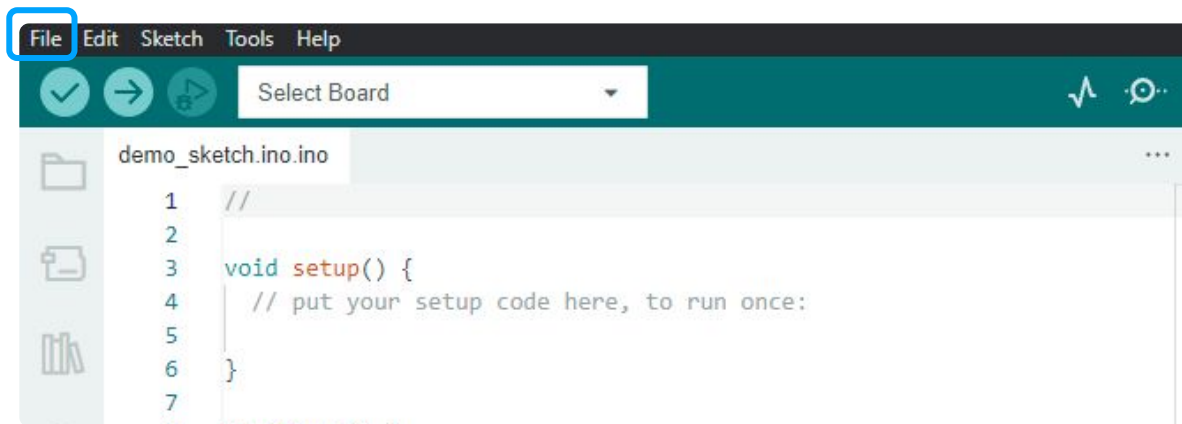 File Edit Sketch Tools Help
Select Board
demo_sketch.ino.ino
1 //
2
3 void setup() {
4 // put your setup code here, to run once:
5
6 }
7